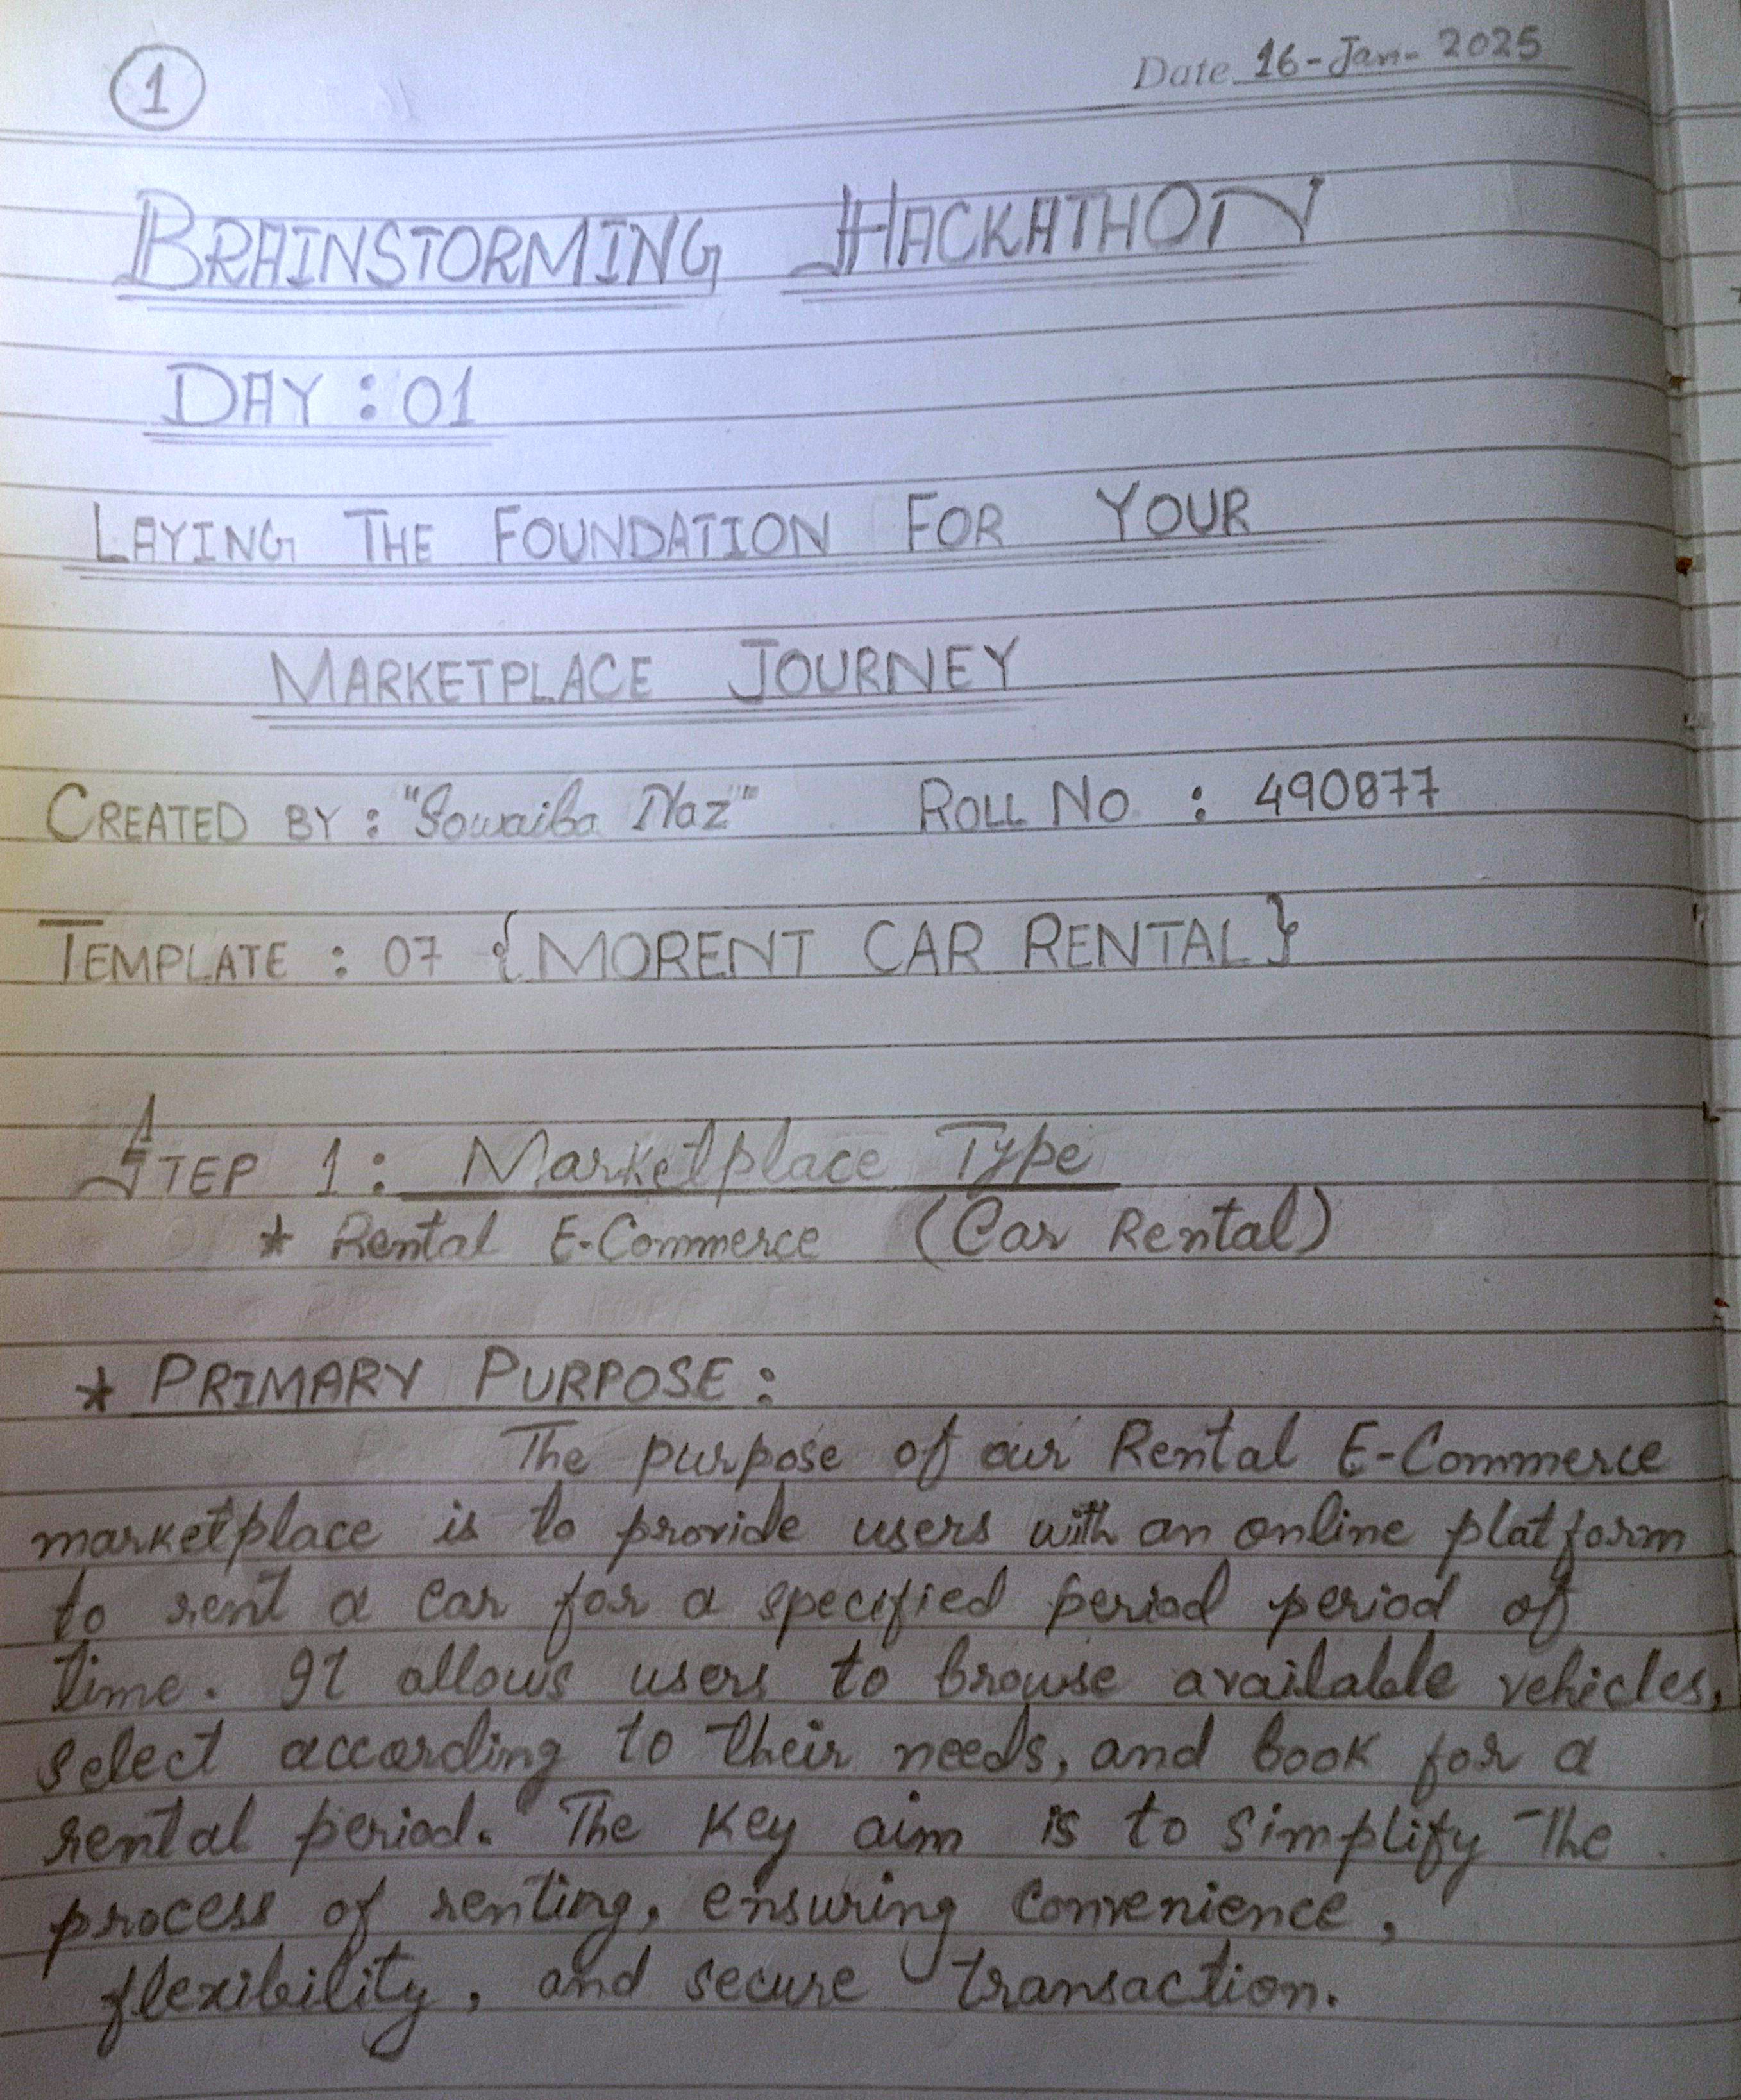 1
Date 16-Jan-2025
BRAINSTORMING HACKATHON
DAY : 01
LAYING THE FOUNDATION FOR YOUR
MARKETPLACE JOURNEY
CREATED BY : "Sowaiba Naz" ROLL NO : 490877
TEMPLATE : 07 {MORENT CAR RENTAL}
STEP 1 : Marketplace Type
* Rental E-Commerce (Car Rental)
* PRIMARY PURPOSE :
The purpose of our Rental E-Commerce
marketplace is to provide users with an online platform
to rent a car for a specified period period of
time. It allows users to browse available vehicles,
select according to their needs, and book for a
rental period. The key aim is to simplify the
process of renting, ensuring convenience,
flexibility, and secure transaction.